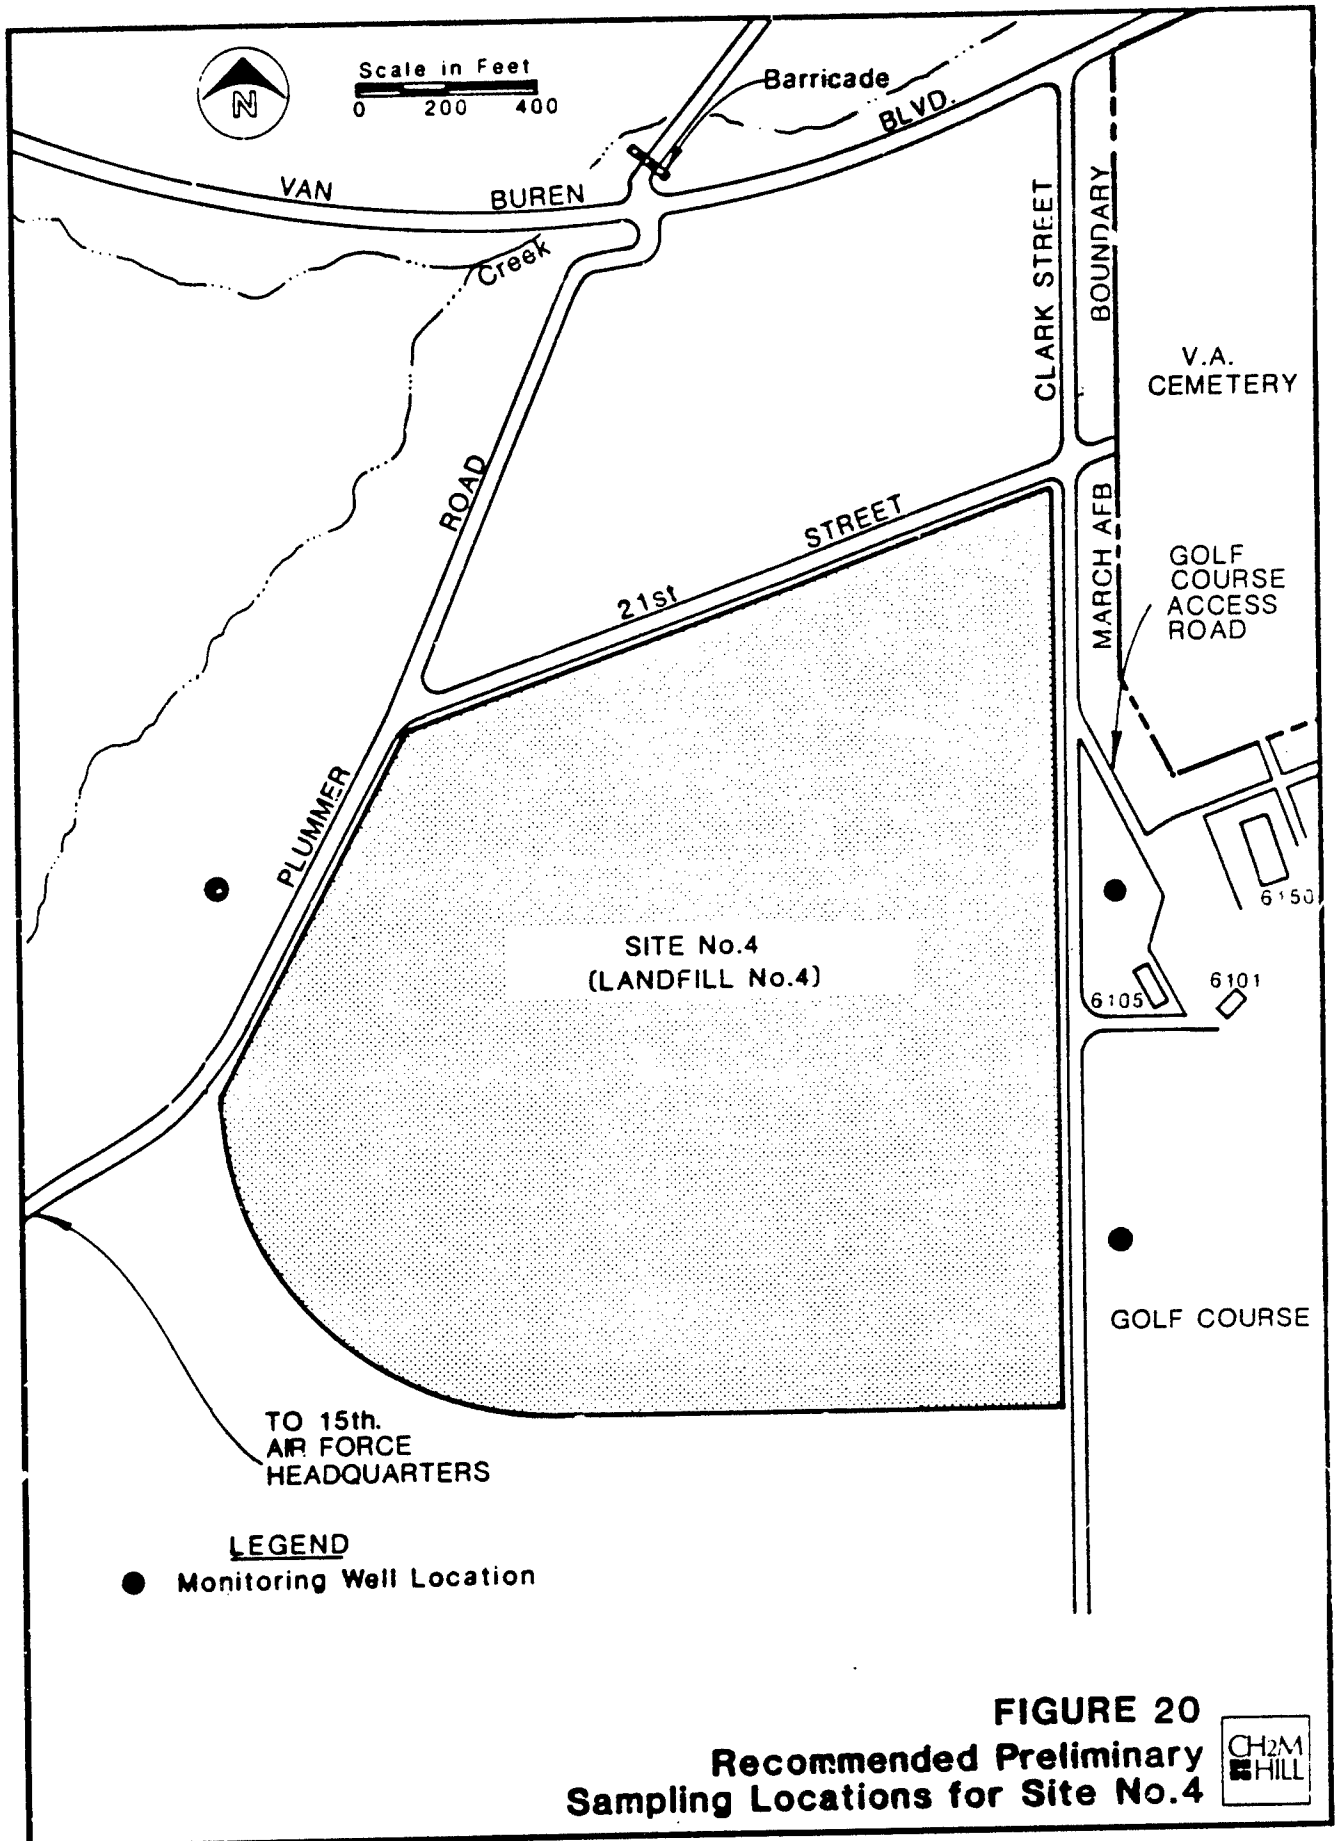 Scale in Feet
0 200 400
N
Barricade
VAN BUREN BLVD.
Creek
CLARK STREET
BOUNDARY
V.A.
CEMETERY
ROAD
21st STREET
MARCH AFB
GOLF
COURSE
ACCESS
ROAD
PLUMMER
6150
SITE No.4
(LANDFILL No.4)
6105
6101
GOLF COURSE
TO 15th.
AIR FORCE
HEADQUARTERS
LEGEND
Monitoring Well Location
FIGURE 20
Recommended Preliminary
Sampling Locations for Site No.4
CH2M
HILL